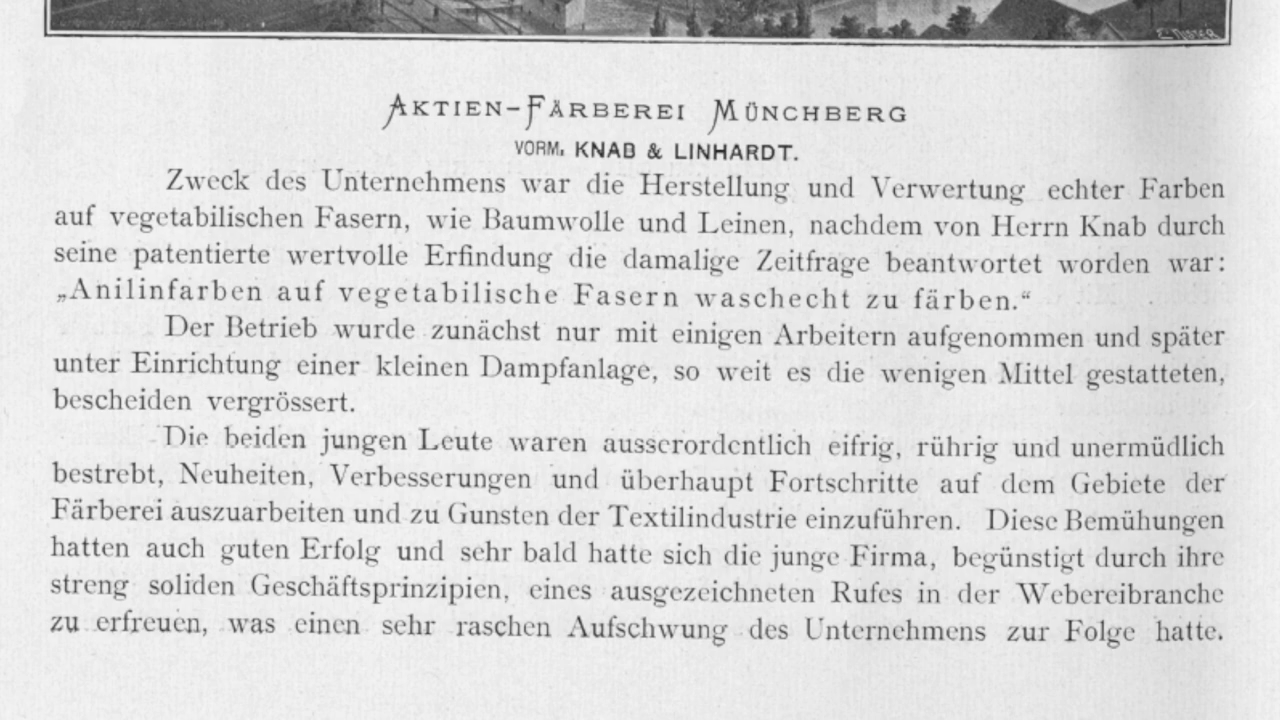 AKTIEN-FÄRBEREI MÜNCHBERG
VORM. KNAB & LINHARDT.
Zweck des Unternehmens war die Herstellung und Verwertung echter Farben
auf vegetabilischen Fasern, wie Baumwolle und Leinen, nachdem von Herrn Knab durch
seine patentierte wertvolle Erfindung die damalige Zeitfrage beantwortet worden war:
„Anilinfarben auf vegetabilische Fasern waschecht zu färben.“
Der Betrieb wurde zunächst nur mit einigen Arbeitern aufgenommen und später
unter Einrichtung einer kleinen Dampfanlage, so weit es die wenigen Mittel gestatteten,
bescheiden vergrössert.
Die beiden jungen Leute waren ausserordentlich eifrig, rührig und unermüdlich
bestrebt, Neuheiten, Verbesserungen und überhaupt Fortschritte auf dem Gebiete der
Färberei auszuarbeiten und zu Gunsten der Textilindustrie einzuführen. Diese Bemühungen
hatten auch guten Erfolg und sehr bald hatte sich die junge Firma, begünstigt durch ihre
streng soliden Geschäftsprinzipien, eines ausgezeichneten Rufes in der Webereibranche
zu erfreuen, was einen sehr raschen Aufschwung des Unternehmens zur Folge hatte.